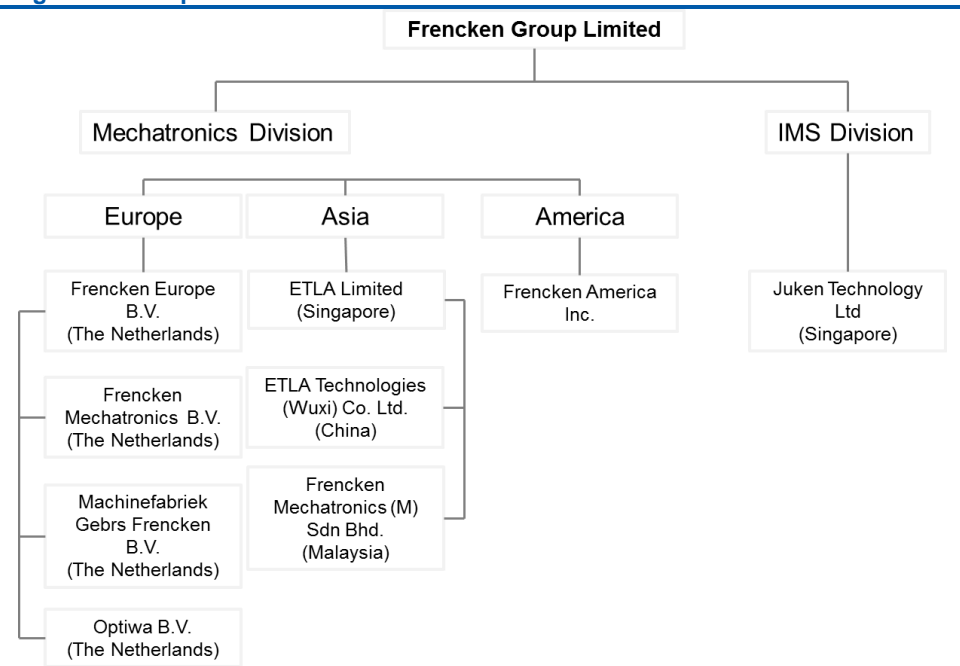 Frencken Group Limited
Mechatronics Division
IMS Division
Europe
Asia
America
Frencken Europe
B.V.
(The Netherlands)
ETLA Limited
(Singapore)
Frencken America
Inc.
Juken Technology
Ltd
(Singapore)
Frencken
Mechatronics B.V.
(The Netherlands)
ETLA Technologies
(Wuxi) Co. Ltd.
(China)
Machinefabriek
Gebrs Frencken
B.V.
(The Netherlands)
Frencken
Mechatronics (M)
Sdn Bhd.
(Malaysia)
Optiwa B.V.
(The Netherlands)